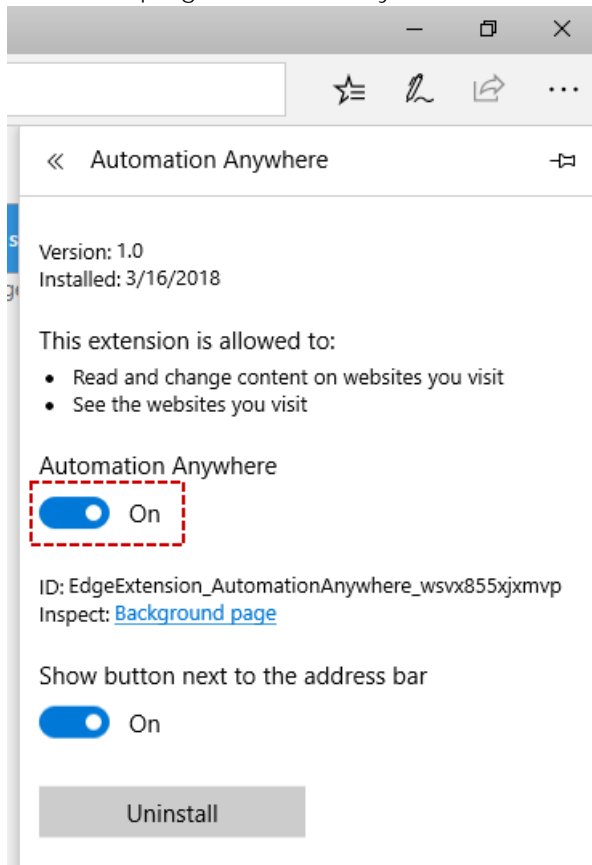 Automation Anywhere
Version: 1.0
Installed: 3/16/2018
This extension is allowed to:
• Read and change content on websites you visit
• See the websites you visit
Automation Anywhere
On
ID: EdgeExtension_AutomationAnywhere_wsvx855xjxmvp
Inspect: Background page
Show button next to the address bar
On
Uninstall